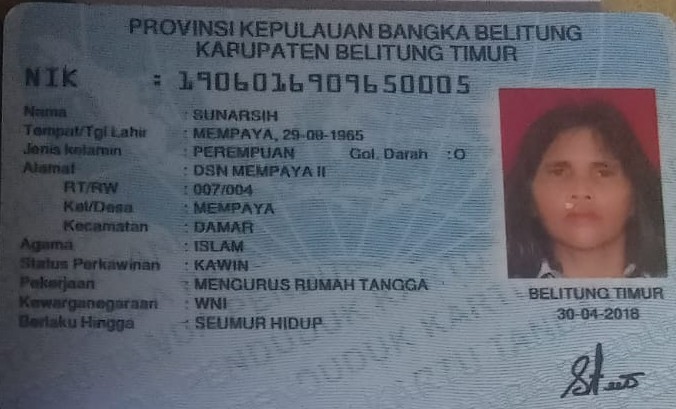 PROVINSI KEPULAUAN BANGKA BELITUNG
KABUPATEN BELITUNG TIMUR
NIK : 1906016909650005
Nama : SUNARSIH
Tempat/Tgl Lahir : MEMPAYA, 29-09-1965
Jenis kelamin : PEREMPUAN Gol. Darah : O
Alamat : DSN MEMPAYA II
RT/RW : 007/004
Kel/Desa : MEMPAYA
Kecamatan : DAMAR
Agama : ISLAM
Status Perkawinan : KAWIN
Pekerjaan : MENGURUS RUMAH TANGGA
Kewarganegaraan : WNI
Berlaku Hingga : SEUMUR HIDUP
BELITUNG TIMUR
30-04-2018